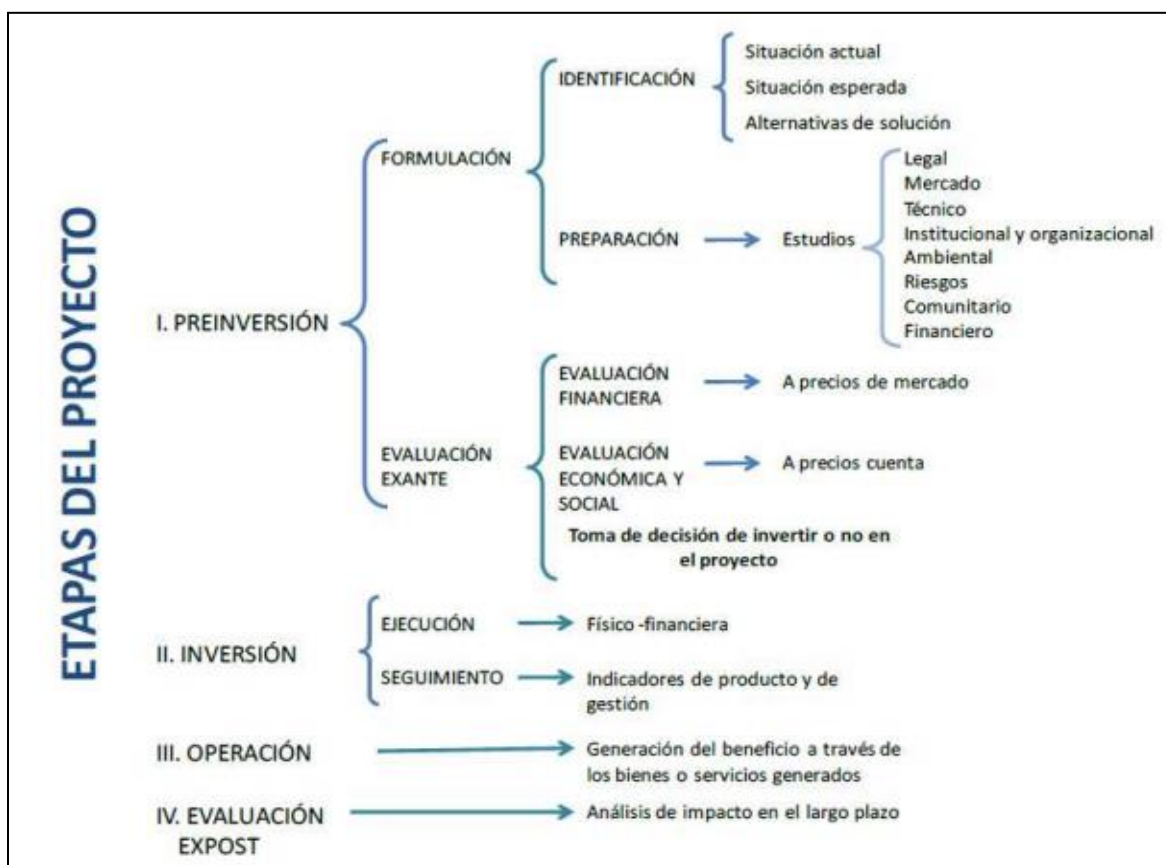 ETAPAS DEL PROYECTO
I. PREINVERSIÓN
FORMULACIÓN
IDENTIFICACIÓN
Situación actual
Situación esperada
Alternativas de solución
PREPARACIÓN
Estudios
Legal
Mercado
Técnico
Institucional y organizacional
Ambiental
Riesgos
Comunitario
Financiero
EVALUACIÓN
EXANTE
EVALUACIÓN
FINANCIERA
A precios de mercado
EVALUACIÓN
ECONÓMICA Y
SOCIAL
A precios cuenta
Toma de decisión de invertir o no en
el proyecto
II. INVERSIÓN
EJECUCIÓN
Físico -financiera
SEGUIMIENTO
Indicadores de producto y de
gestión
III. OPERACIÓN
Generación del beneficio a través de
los bienes o servicios generados
IV. EVALUACIÓN
EXPOST
Análisis de impacto en el largo plazo